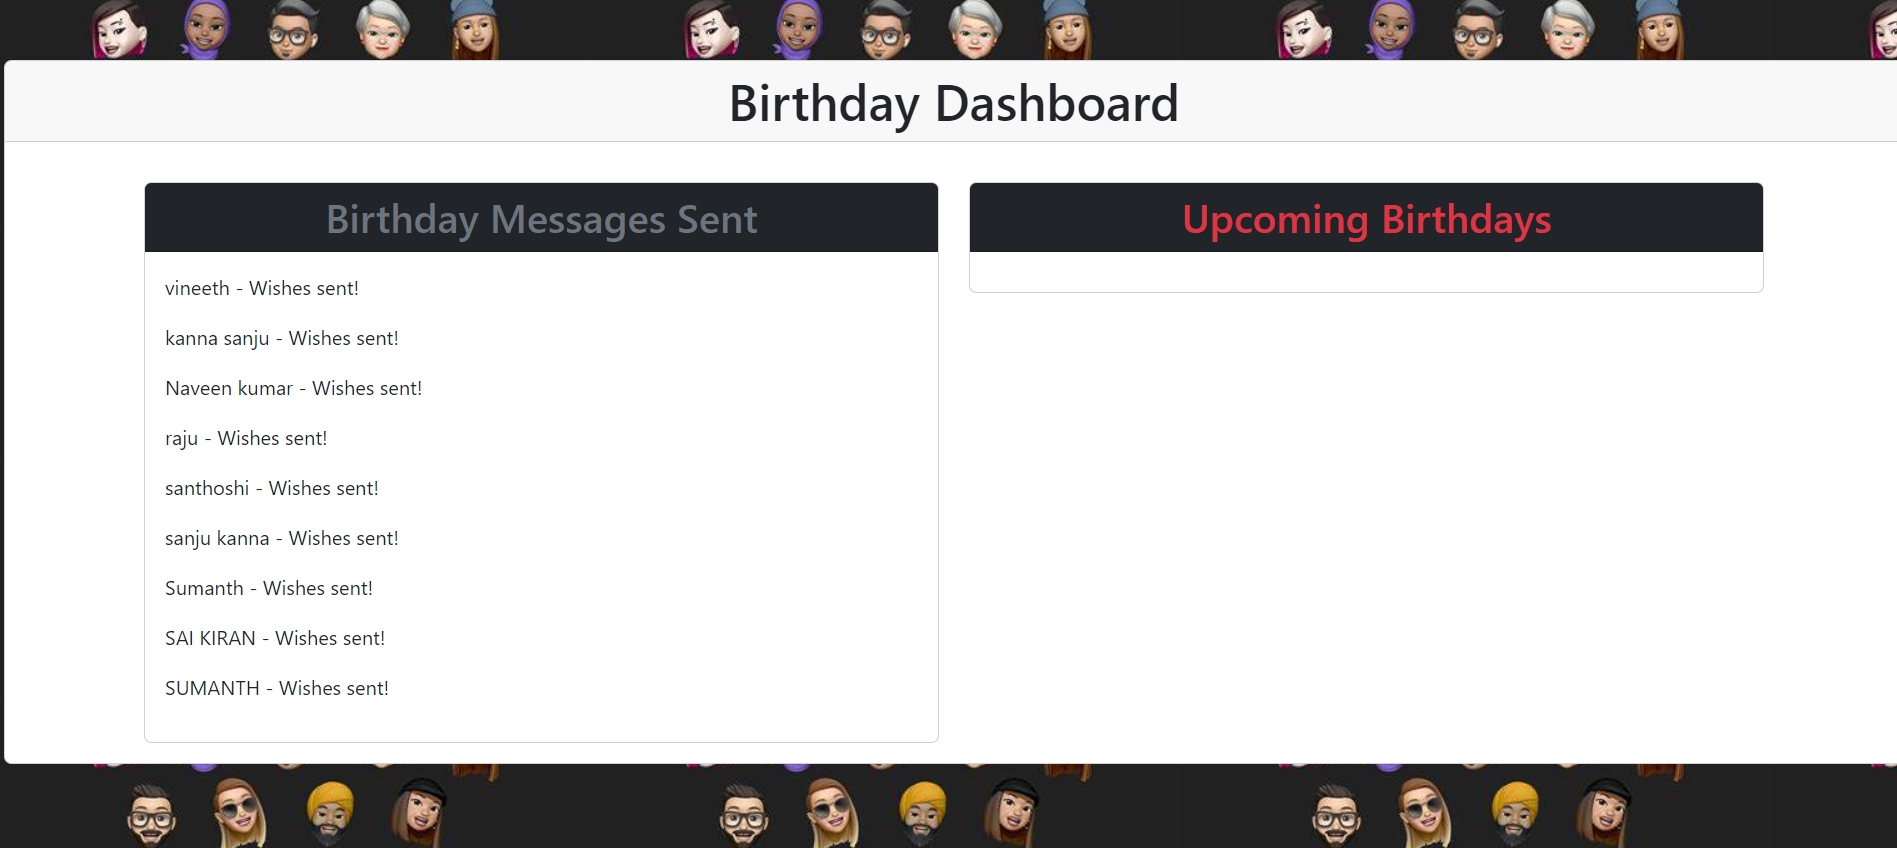 Birthday Dashboard
Birthday Messages Sent
vineeth - Wishes sent!
kanna sanju - Wishes sent!
Naveen kumar - Wishes sent!
raju - Wishes sent!
santhoshi - Wishes sent!
sanju kanna - Wishes sent!
Sumanth - Wishes sent!
SAI KIRAN - Wishes sent!
SUMANTH - Wishes sent!
Upcoming Birthdays